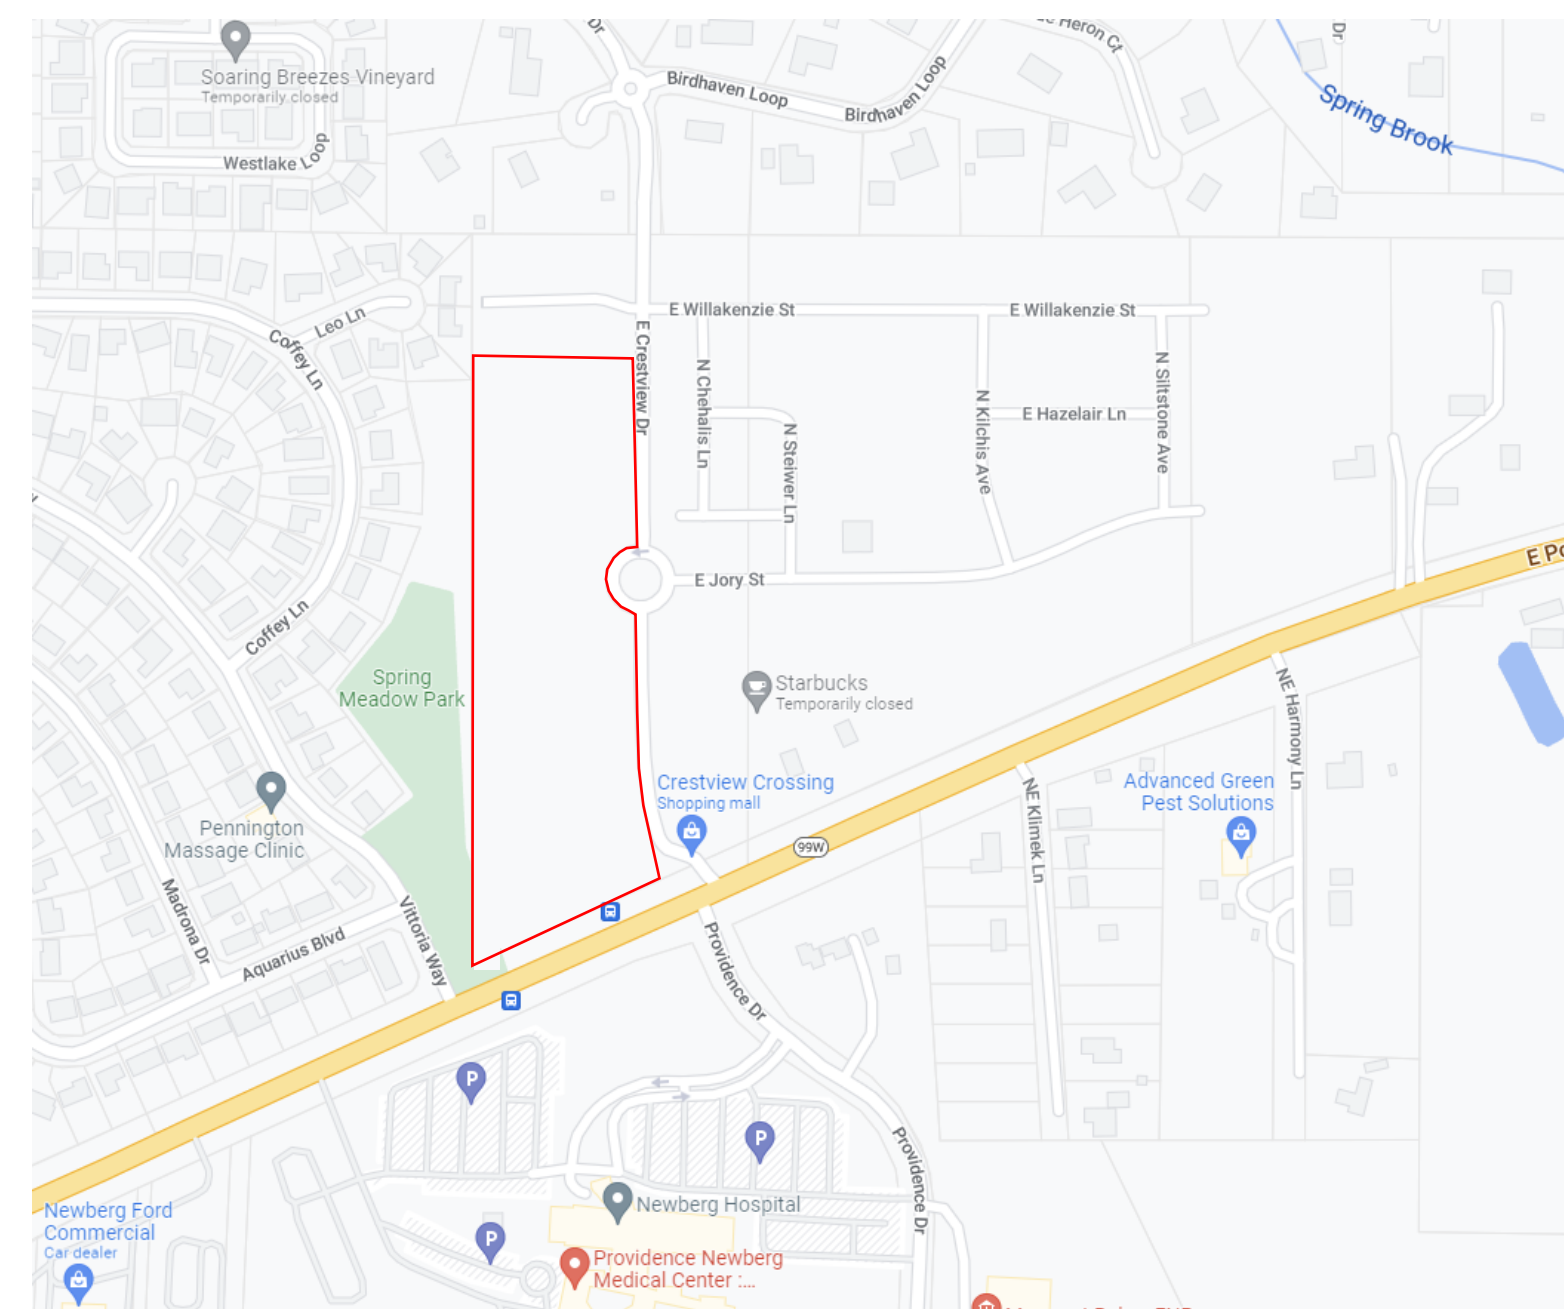 Dr
Heron Ct
Dr
Soaring Breezes Vineyard
Temporarily closed
Birdhaven Loop
Birdhaven Loop
Spring Brook
Westlake Loop
Leo Ln
Coffey Ln
E Willakenzie St
E Willakenzie St
E Crestview Dr
N Chehalis Ln
N Steiwer Ln
N Kilchis Ave
E Hazelair Ln
N Siltstone Ave
E Jory St
Coffey Ln
Spring
Meadow Park
Starbucks
Temporarily closed
NE Harmony Ln
Crestview Crossing
Shopping mall
99W
NE Klimek Ln
Advanced Green
Pest Solutions
Pennington
Massage Clinic
Madrona Dr
Aquarius Blvd
Vittoria Way
Providence Dr
P
P
P
Providence Dr
Newberg Hospital
Newberg Ford
Commercial
Car dealer
Providence Newberg
Medical Center :...